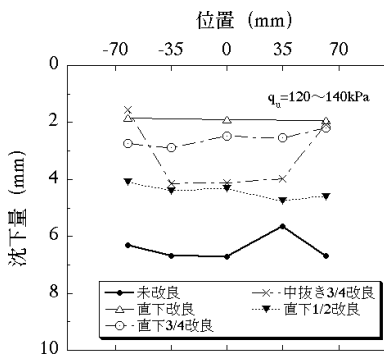 位置 (mm)
-70 -35 0 35 70
0
2
4
6
8
10
沈下量 (mm)
qu=120～140kPa
未改良 中抜き3/4改良
直下改良 直下1/2改良
直下3/4改良